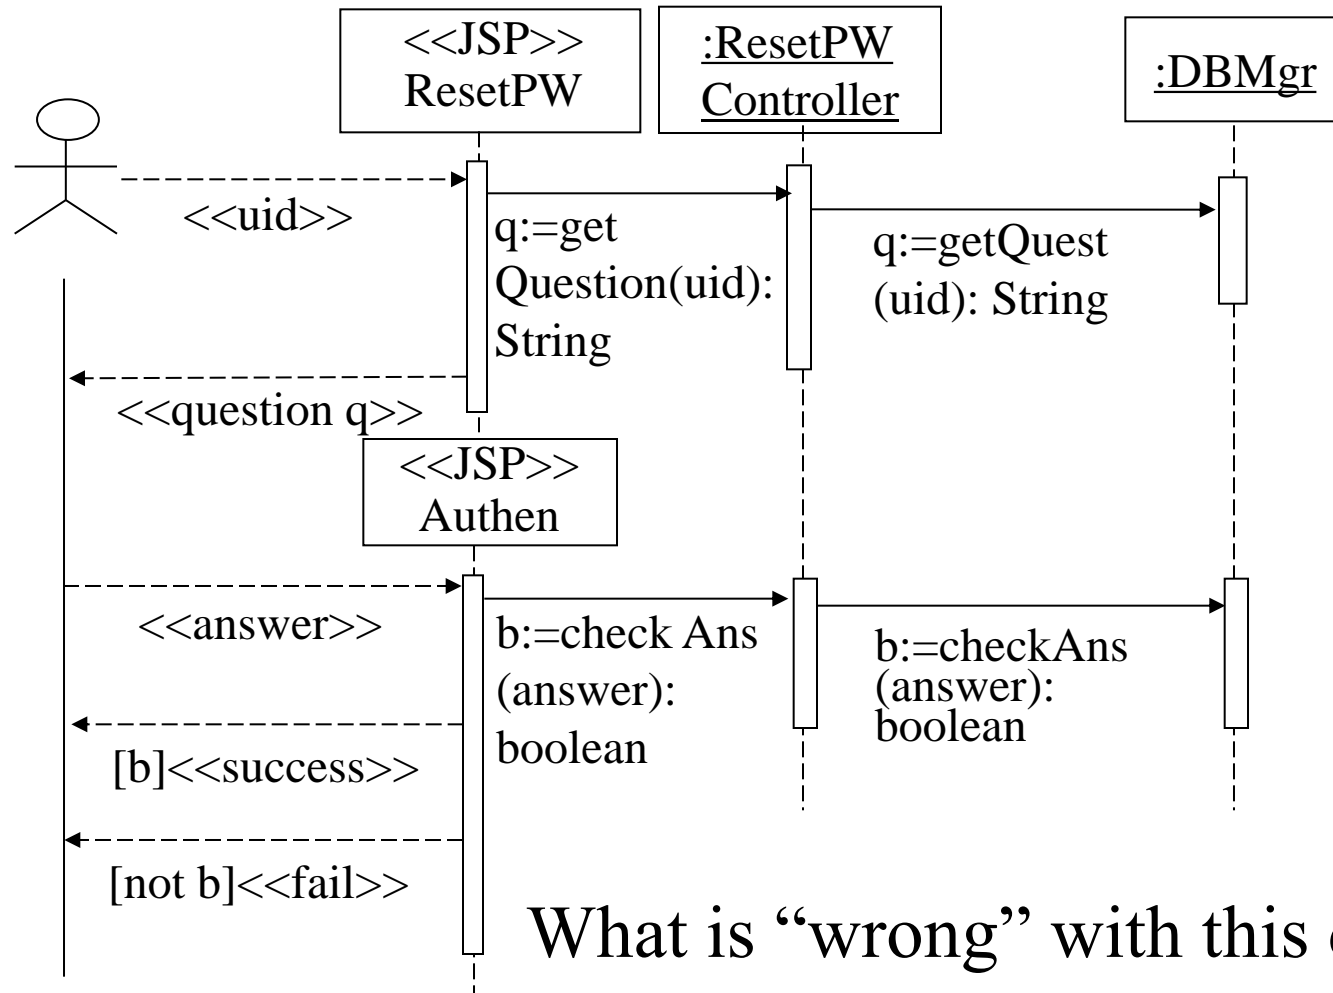 <<JSP>>
ResetPW
:ResetPW
Controller
:DBMgr
<<uid>>
q:=get
Question(uid):
String
q:=getQuest
(uid): String
<<question q>>
<<JSP>>
Authen
<<answer>>
b:=check Ans
(answer):
boolean
b:=checkAns
(answer):
boolean
[b]<<success>>
[not b]<<fail>>
What is “wrong” with this